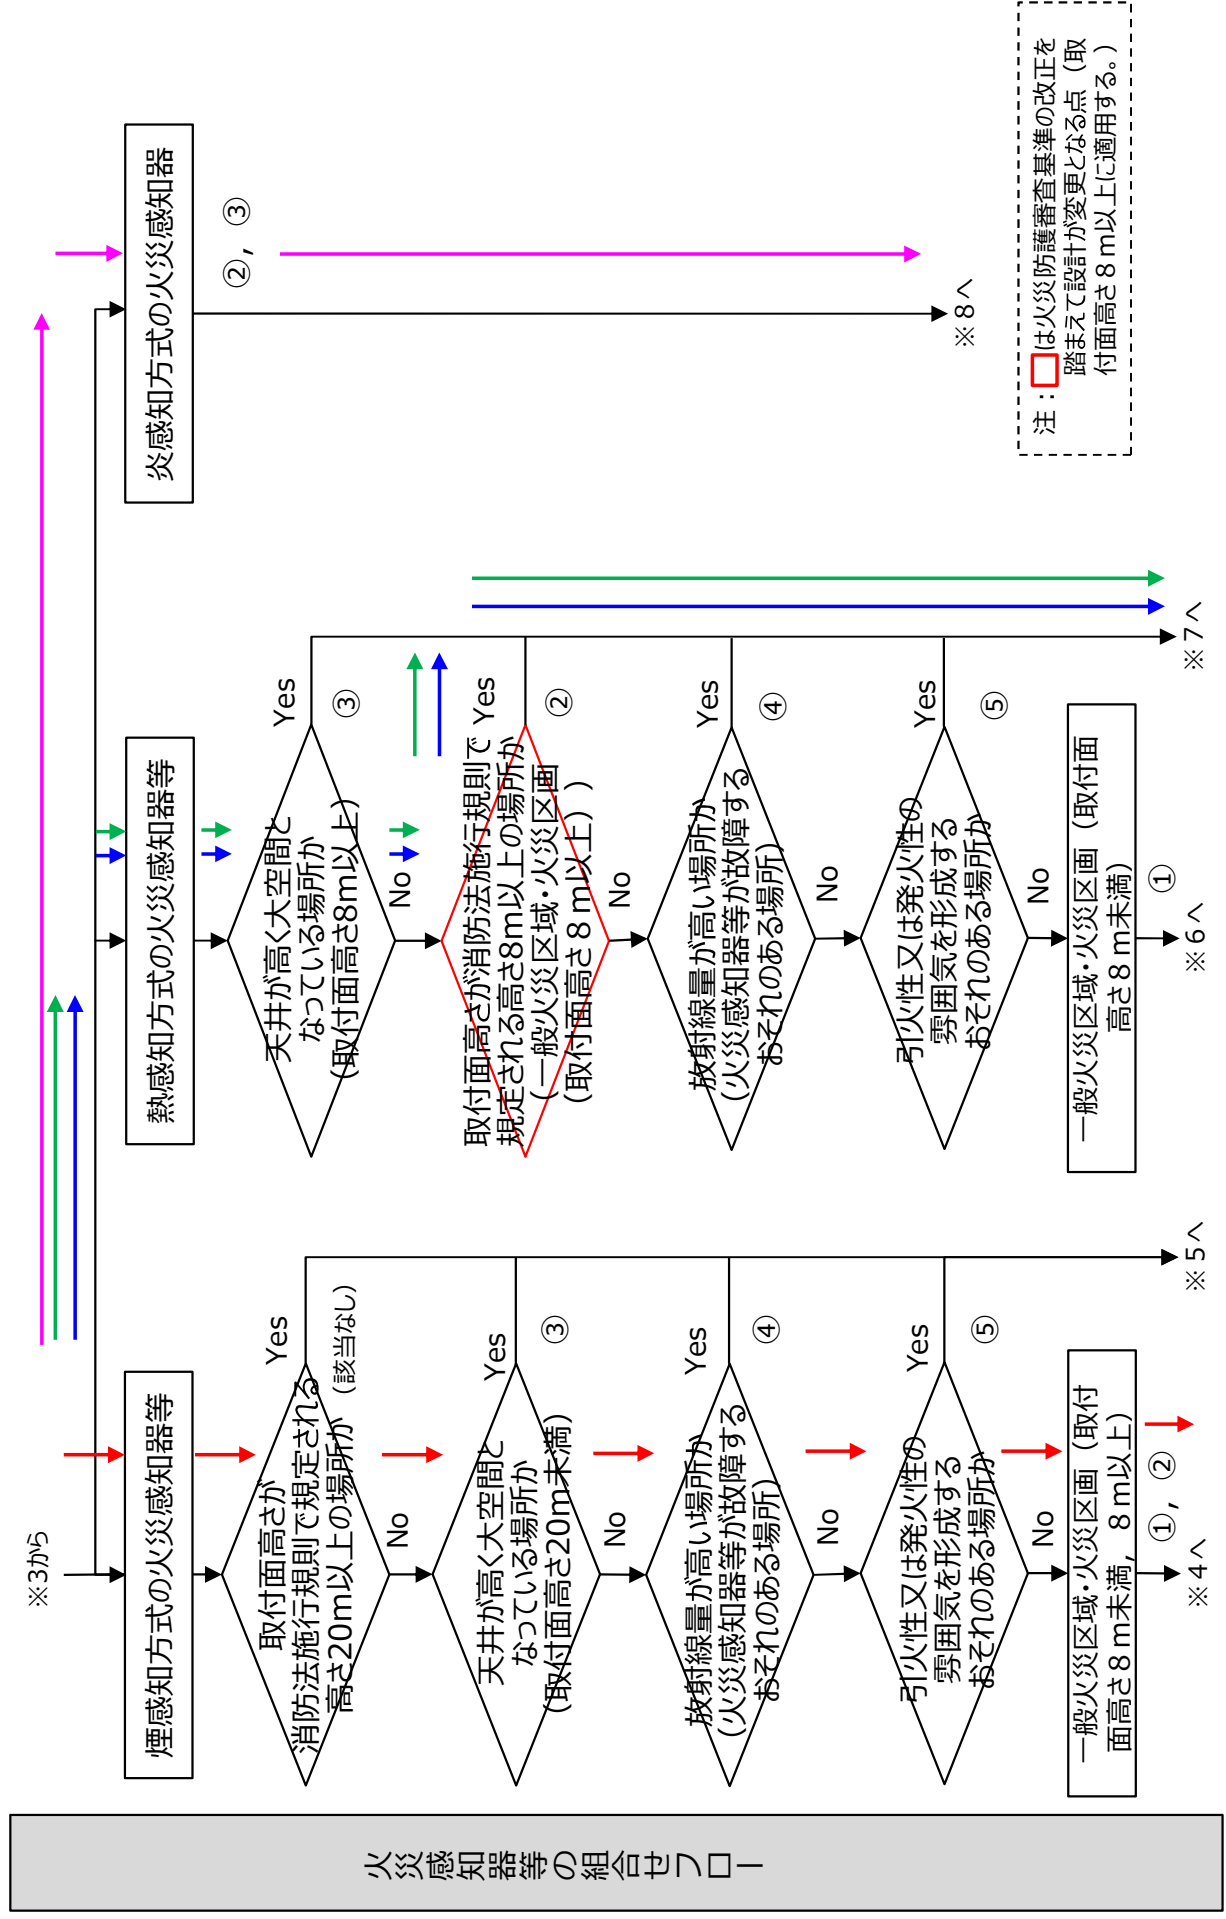 火災感知器等の組合せフロー
※3から
煙感知方式の火災感知器等
取付面高さが
消防法施行規則で規定される
高さ20m以上の場所か
Yes
(該当なし)
No
天井が高く大空間と
なっている場所か
(取付面高さ20m未満)
Yes
③
No
放射線量が高い場所か
(火災感知器等が故障する
おそれのある場所)
Yes
④
No
引火性又は発火性の
雰囲気を形成する
おそれのある場所か
Yes
⑤
No
一般火災区域・火災区画(取付
面高さ8m未満,8m以上)
①,②
※4へ
※5へ
熱感知方式の火災感知器等
天井が高く大空間と
なっている場所か
(取付面高さ8m以上)
Yes
③
No
取付面高さが消防法施行規則で
規定される高さ8m以上の場所か
(一般火災区域・火災区画
(取付面高さ8m以上))
Yes
②
No
放射線量が高い場所か
(火災感知器等が故障する
おそれのある場所)
Yes
④
No
引火性又は発火性の
雰囲気を形成する
おそれのある場所か
Yes
⑤
No
一般火災区域・火災区画(取付面
高さ8m未満)
①
※6へ
※7へ
炎感知方式の火災感知器
②,③
※8へ
注:□は火災防護審査基準の改正を
踏まえて設計が変更となる点(取
付面高さ8m以上に適用する。)